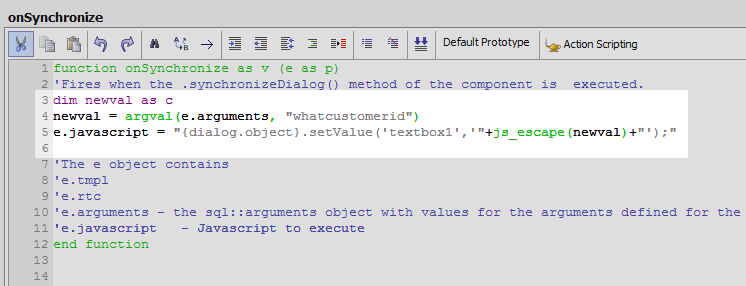 onSynchronize
Default Prototype Action Scripting
1 function onSynchronize as v (e as p)
2 'Fires when the .synchronizeDialog() method of the component is  executed.
3 dim newval as c
4 newval = argval(e.arguments, "whatcustomerid")
5 e.javascript = "{dialog.object}.setValue('textbox1','"+js_escape(newval)+"');"
6
7 'The e object contains
8 'e.tmpl
9 'e.rtc
10 'e.arguments - the sql::arguments object with values for the arguments defined for the
11 'e.javascript   - Javascript to execute
12 end function
13
14